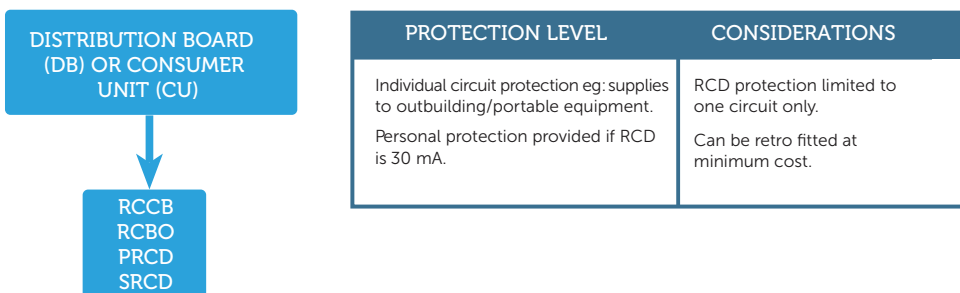 DISTRIBUTION BOARD
(DB) OR CONSUMER
UNIT (CU)
RCCB
RCBO
PRCD
SRCD
PROTECTION LEVEL
CONSIDERATIONS
Individual circuit protection eg: supplies
to outbuilding/portable equipment.
Personal protection provided if RCD
is 30 mA.
RCD protection limited to
one circuit only.
Can be retro fitted at
minimum cost.